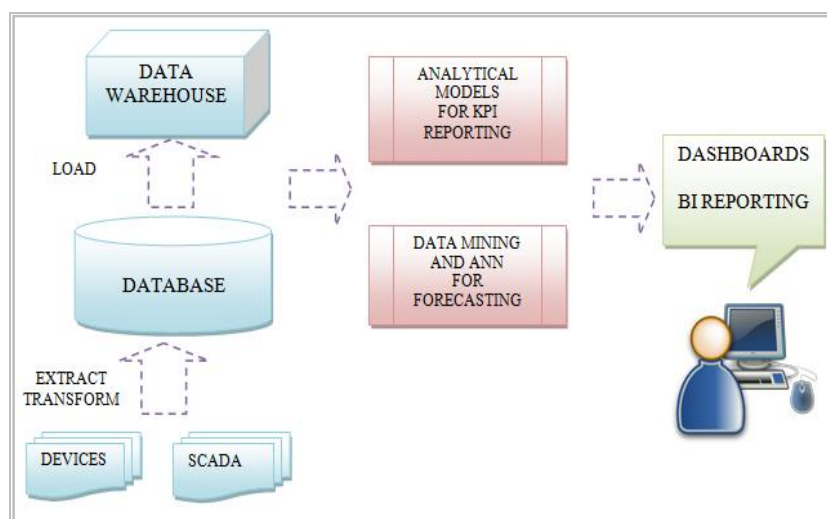 DATA
WAREHOUSE
LOAD
DATABASE
EXTRACT
TRANSFORM
DEVICES
SCADA
ANALYTICAL
MODELS
FOR KPI
REPORTING
DATA MINING
AND ANN
FOR
FORECASTING
DASHBOARDS
BI REPORTING